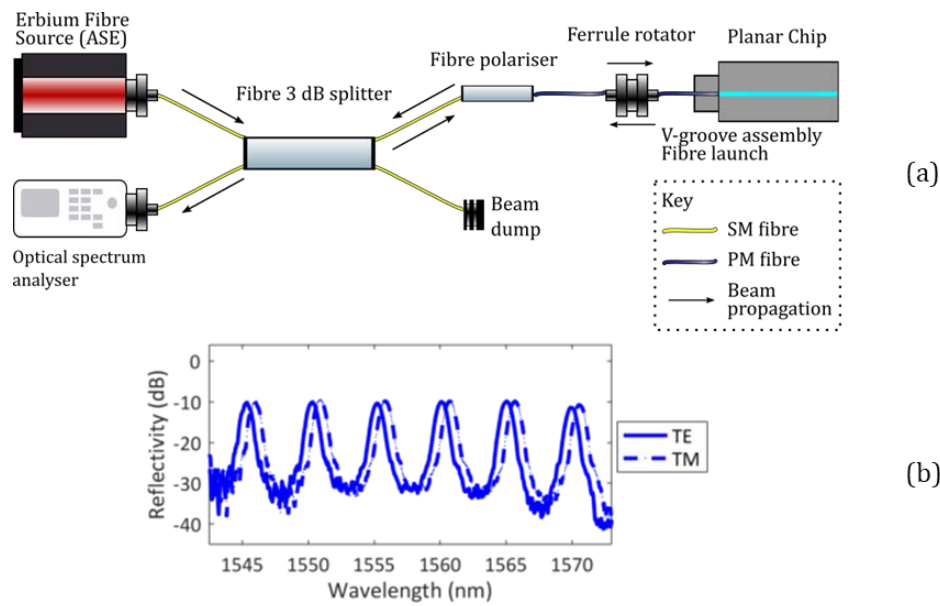 Erbium Fibre
Source (ASE)
Fibre 3 dB splitter
Fibre polariser
Ferrule rotator
Planar Chip
V-groove assembly
Fibre launch
(a)
Beam
dump
Optical spectrum
analyser
Key
SM fibre
PM fibre
Beam
propagation
Reflectivity (dB)
0
-10
-20
-30
-40
1545
1550
1555
1560
1565
1570
Wavelength (nm)
TE
TM
(b)